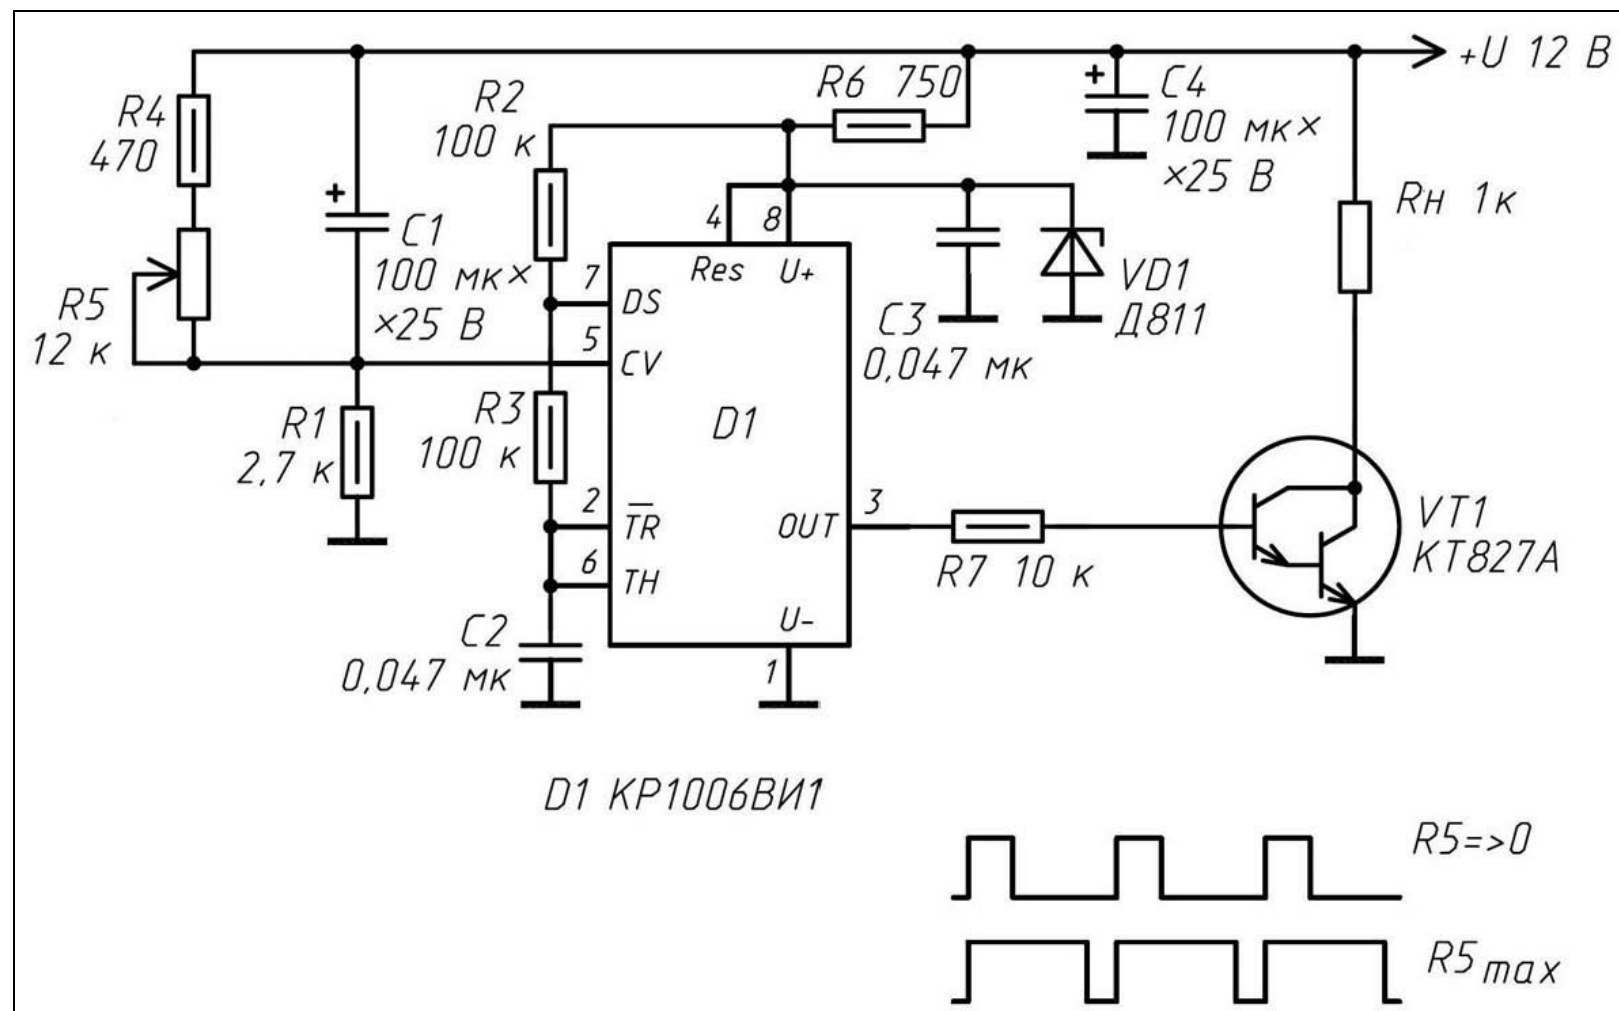 +U 12 В
R4
470
R5
12 к
+
C1
100 мк×
×25 В
R1
2,7 к
R2
100 к
R3
100 к
C2
0,047 мк
R6 750
+
C4
100 мк×
×25 В
Rн 1к
4
8
Res
U+
7
DS
5
CV
D1
2
TR
6
TH
3
OUT
U-
1
C3
0,047 мк
VD1
Д811
R7 10 к
VT1
КТ827А
D1 КР1006ВИ1
R5=>0
R5 max